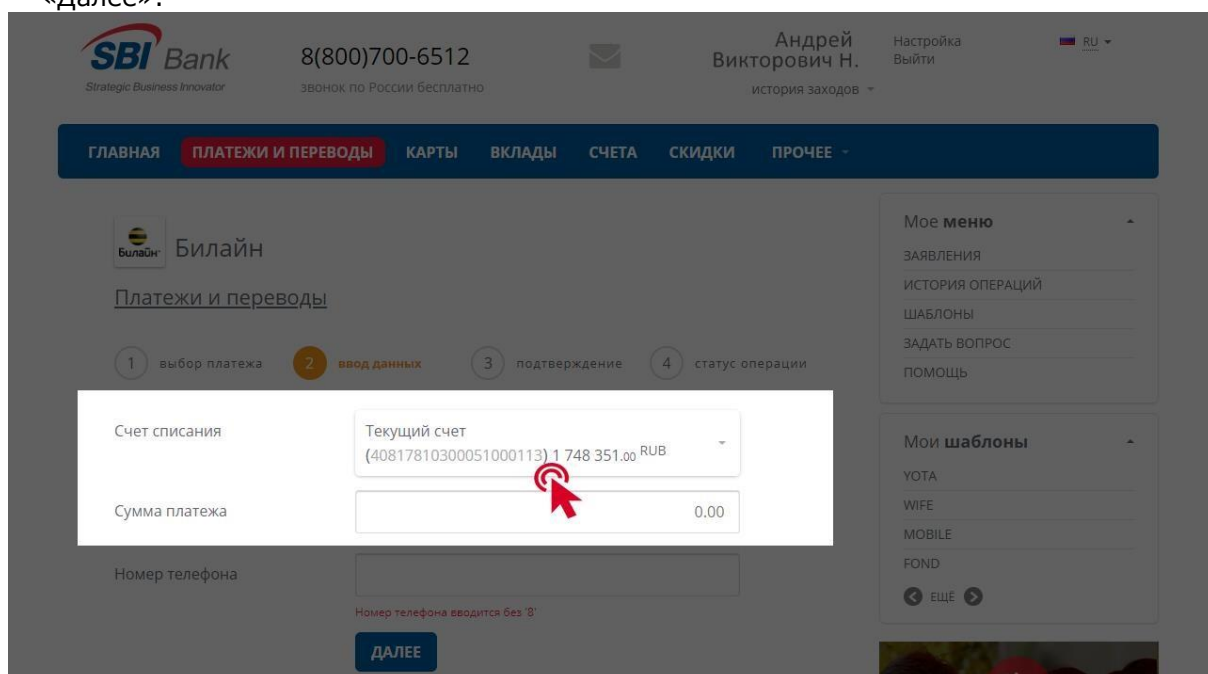 «Далее».
SBI Bank
Strategic Business Innovator
8(800)700-6512
звонок по России бесплатно
Андрей
Викторович Н.
история заходов
Настройка
Выйти
RU
ГЛАВНАЯ ПЛАТЕЖИ И ПЕРЕВОДЫ КАРТЫ ВКЛАДЫ СЧЕТА СКИДКИ ПРОЧЕЕ
Билайн Билайн
Платежи и переводы
1 выбор платежа 2 ввод данных 3 подтверждение 4 статус операции
Счет списания
Текущий счет
(40817810300051000113) 1 748 351.00 RUB
Сумма платежа
0.00
Номер телефона
Номер телефона вводится без '8'
ДАЛЕЕ
Мое меню
ЗАЯВЛЕНИЯ
ИСТОРИЯ ОПЕРАЦИЙ
ШАБЛОНЫ
ЗАДАТЬ ВОПРОС
ПОМОЩЬ
Мои шаблоны
YOTA
WIFE
MOBILE
FOND
ЕЩЁ